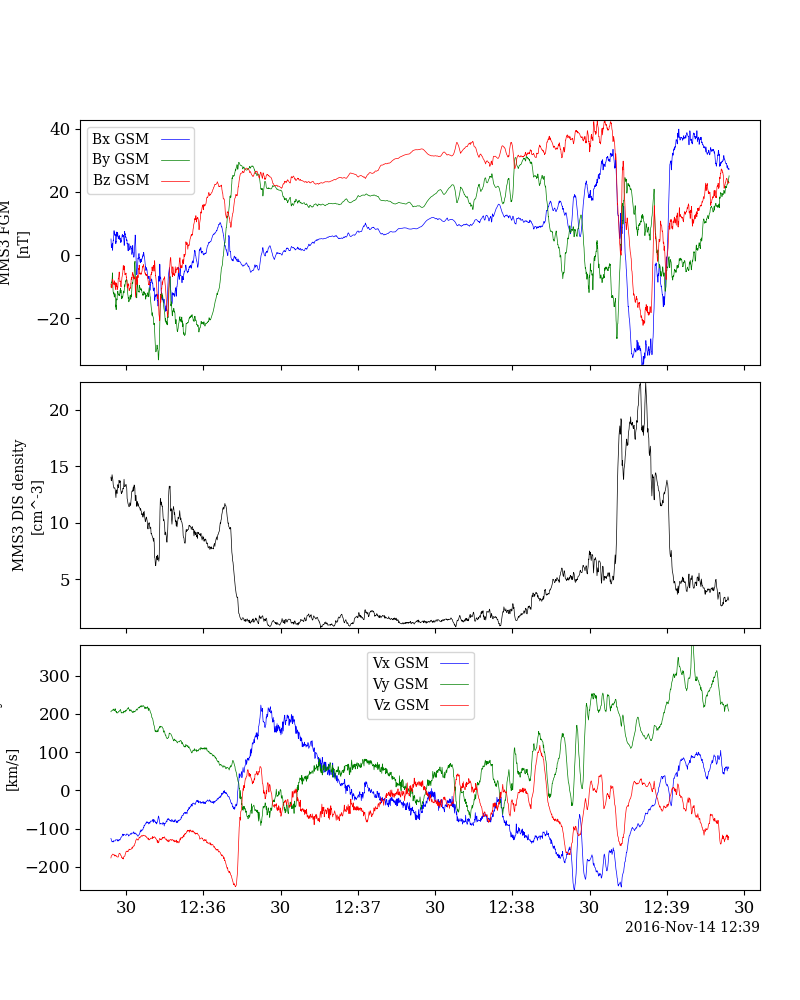 MMS3 FGM
[nT]
40
20
0
−20
Bx GSM
By GSM
Bz GSM
MMS3 DIS density
[cm^-3]
20
15
10
5
[km/s]
300
200
100
0
−100
−200
Vx GSM
Vy GSM
Vz GSM
30 12:36 30 12:37 30 12:38 30 12:39 30
2016-Nov-14 12:39